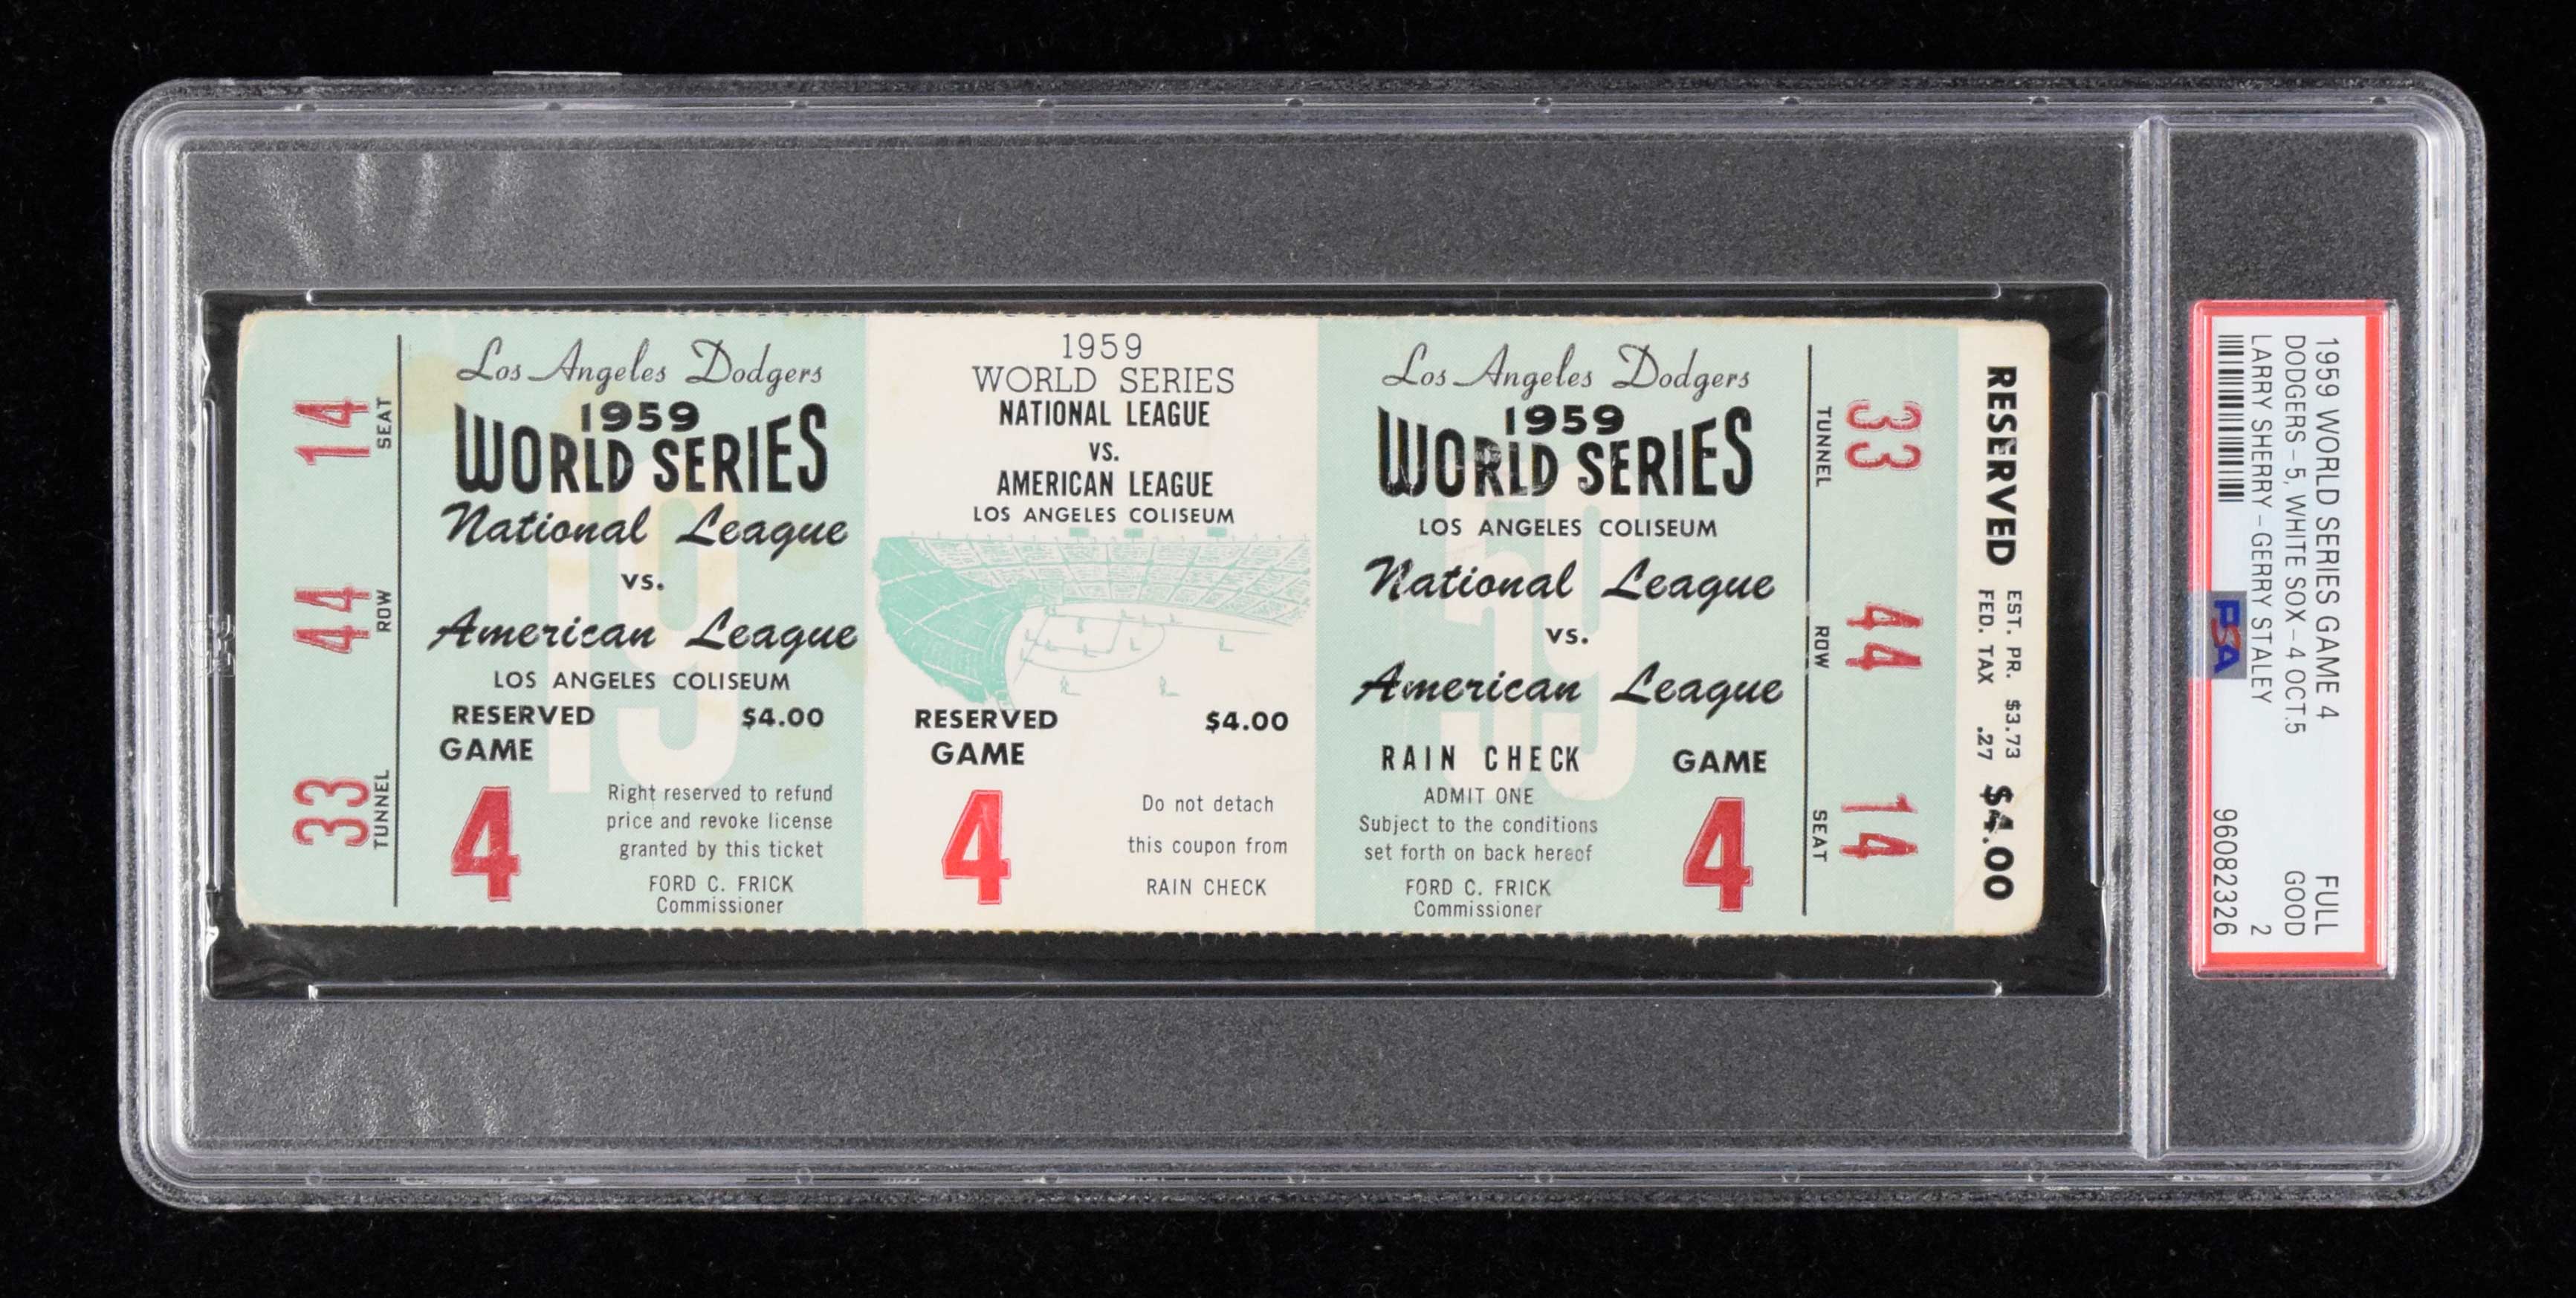 14
SEAT
44
ROW
33
TUNNEL
Los Angeles Dodgers
1959
WORLD SERIES
National League
vs.
American League
LOS ANGELES COLISEUM
RESERVED $4.00
GAME
4
Right reserved to refund
price and revoke license
granted by this ticket
FORD C. FRICK
Commissioner
19
1959
WORLD SERIES
NATIONAL LEAGUE
VS.
AMERICAN LEAGUE
LOS ANGELES COLISEUM
RESERVED $4.00
GAME
4
Do not detach
this coupon from
RAIN CHECK
Los Angeles Dodgers
1959
WORLD SERIES
LOS ANGELES COLISEUM
National League
vs.
American League
RAIN CHECK GAME
ADMIT ONE
Subject to the conditions
set forth on back hereof
FORD C. FRICK
Commissioner
4
59
TUNNEL
33
ROW
44
SEAT
14
RESERVED EST. PR. $3.73 $4.00
FED. TAX .27
1959 WORLD SERIES GAME 4 FULL
DODGERS-5, WHITE SOX-4 OCT.5 GOOD
LARRY SHERRY-GERRY STALEY 2
PSA 96082326